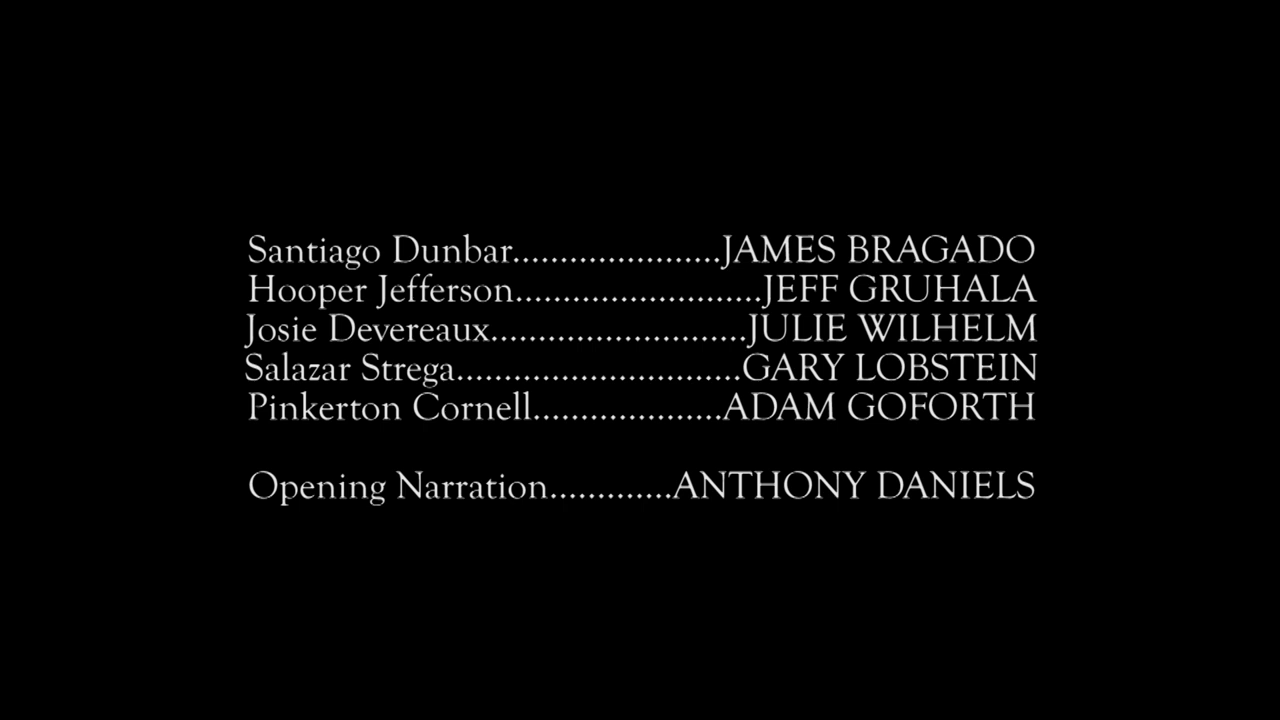 Santiago Dunbar......................JAMES BRAGADO
Hooper Jefferson..........................JEFF GRUHALA
Josie Devereaux...........................JULIE WILHELM
Salazar Strega..............................GARY LOBSTEIN
Pinkerton Cornell....................ADAM GOFORTH
Opening Narration.............ANTHONY DANIELS